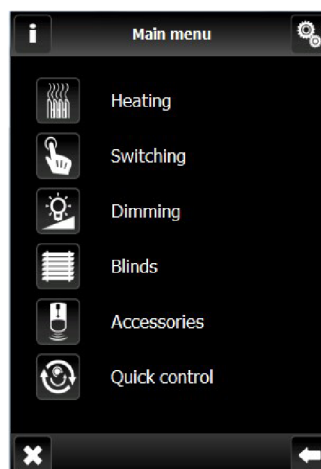 i Main menu
Heating
Switching
Dimming
Blinds
Accessories
Quick control